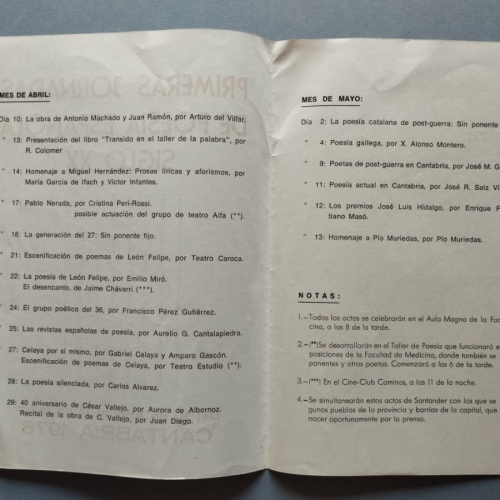 MES DE ABRIL:
Día 10: La obra de Antonio Machado y Juan Ramón, por Arturo del Villar.
" 13: Presentación del libro "Transido en el taller de la palabra", por
R. Colomer
" 14: Homenaje a Miguel Hernández: Prosas líricas y aforismos, por
María García de Ifach y Víctor Infantes.
" 17: Pablo Neruda, por Cristina Peri-Rossi.
posible actuación del grupo de teatro Alfa (**).
" 18: La generación del 27: Sin ponente fijo.
" 21: Escenificación de poemas de León Felipe, por Teatro Caroca.
" 22: La poesía de León Felipe, por Emilio Miró.
El desencanto, de Jaime Chávarri (***).
" 24: El grupo poético del 36, por Francisco Pérez Gutiérrez.
" 25: Las revistas españolas de poesía, por Aurelio G. Cantalapiedra.
" 27: Celaya por sí mismo, por Gabriel Celaya y Amparo Gascón.
Escenificación de poemas de Celaya, por Teatro Estudio (**).
" 28: La poesía silenciada, por Carlos Alvarez.
29: 40 aniversario de César Vallejo, por Aurora de Albornoz.
Recital de la obra de C. Vallejo, por Juan Diego.
PRIMERAS JORNADAS
SIGLO XX
CANTABRIA, 1978
MES DE MAYO:
Día 2: La poesía catalana de post-guerra: Sin ponente
" 4: Poesía gallega, por X. Alonso Montero.
" 9: Poetas de post-guerra en Cantabria, por José M. G
" 11: Poesía actual en Cantabria, por José R. Saiz Vi
" 12: Los premios José Luis Hidalgo, por Enrique
tiano Masó.
" 13: Homenaje a Pío Muriedas, por Pío Muriedas.
NOTAS:
1.—Todos los actos se celebrarán en el Aula Magna de la Fac
cina, a las 8 de la tarde.
2.—(**)Se desarrollarán en el Taller de Poesía que funcionará e
posiciones de la Facultad de Medicina, donde también se
ponentes y otros poetas. Comenzará a las 6 de la tarde.
3.—(***) En el Cine-Club Caminos, a las 11 de la noche.
4.—Se simultanearán estos actos de Santander con los que se
gunos pueblos de la provincia y barrios de la capital, que
nocer oportunamente por la prensa.